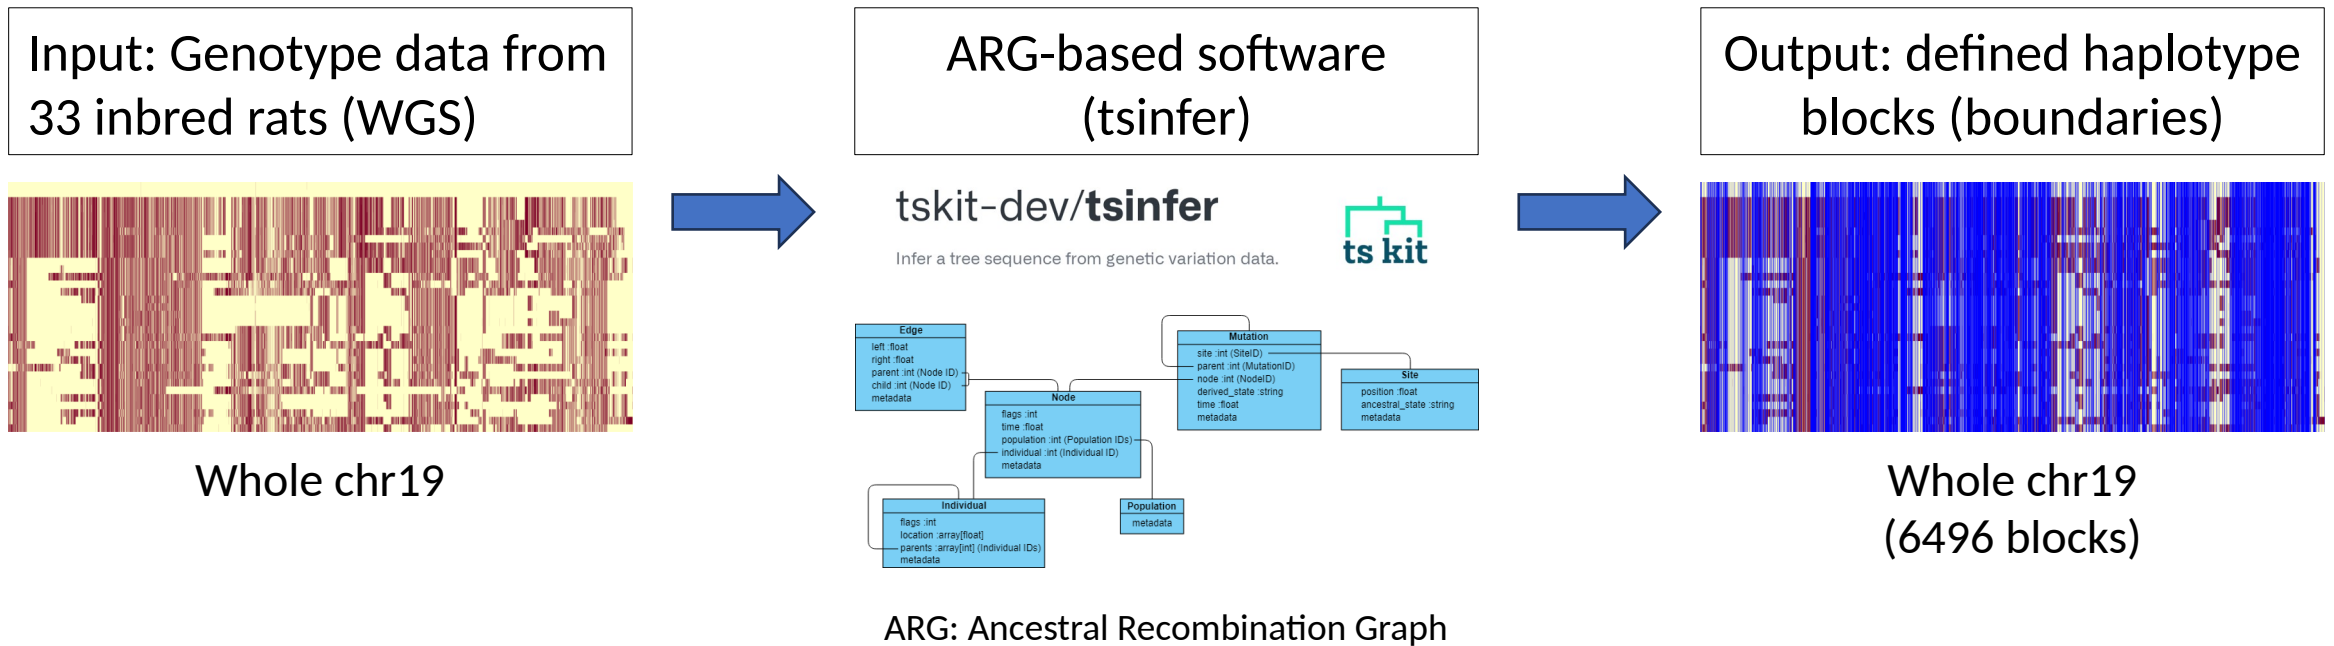 Input: Genotype data from
33 inbred rats (WGS)
ARG-based software
(tsinfer)
Output: defined haplotype
blocks (boundaries)
tskit-dev/tsinfer
Infer a tree sequence from genetic variation data.
ts kit
Edge
left :float
right :float
parent :int (Node ID)
child :int (Node ID)
metadata
Mutation
site :int (SiteID)
parent :int (MutationID)
node :int (NodeID)
derived_state :string
time :float
metadata
Site
position :float
ancestral_state :string
metadata
Node
flags :int
time :float
population :int (Population IDs)
individual :int (Individual ID)
metadata
Individual
flags :int
location :array[float]
parents :array[int] (Individual IDs)
metadata
Population
metadata
Whole chr19
Whole chr19
(6496 blocks)
ARG: Ancestral Recombination Graph